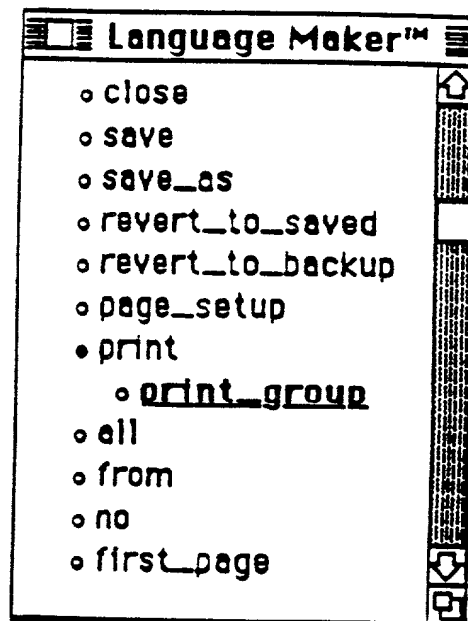 Language Maker™
close
save
save_as
revert_to_saved
revert_to_backup
page_setup
print
print_group
all
from
no
first_page